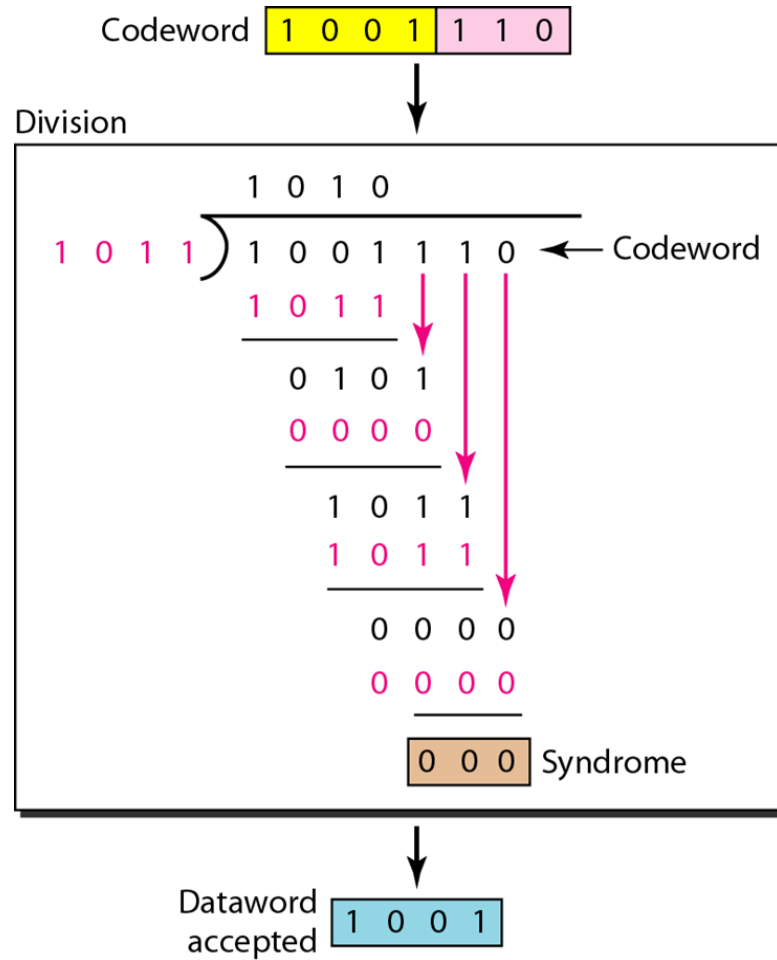 Codeword 1 0 0 1 1 1 0
Division
1 0 1 0
1 0 1 1 1 0 0 1 1 1 0 Codeword
1 0 1 1
0 1 0 1
0 0 0 0
1 0 1 1
1 0 1 1
0 0 0 0
0 0 0 0
0 0 0 Syndrome
Dataword
accepted 1 0 0 1